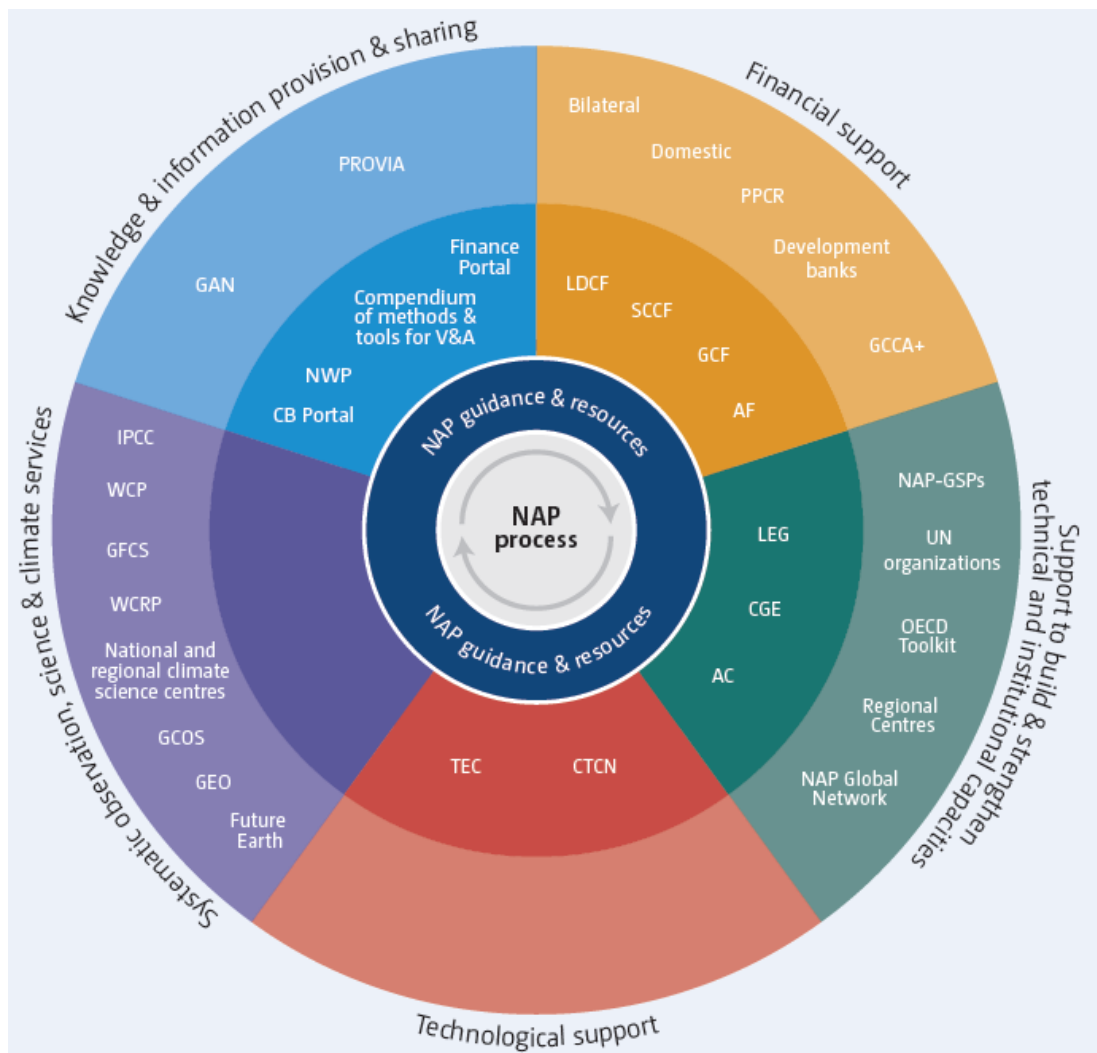 Knowledge & information provision & sharing
PROVIA
GAN
Finance
Portal
Compendium
of methods &
tools for V&A
NWP
CB Portal
Financial support
Bilateral
Domestic
PPCR
Development
banks
GCCA+
LDCF
SCCF
GCF
AF
Support to build & strengthen
technical and institutional capacities
NAP-GSPs
UN
organizations
OECD
Toolkit
Regional
Centres
NAP Global
Network
LEG
CGE
AC
Technological support
TEC
CTCN
Systematic observation, science & climate services
IPCC
WCP
GFCS
WCRP
National and
regional climate
science centres
GCOS
GEO
Future
Earth
NAP guidance & resources
NAP
process
NAP guidance & resources